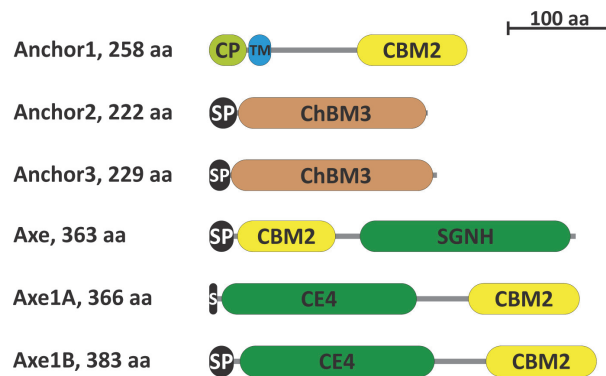 100 aa
Anchor1, 258 aa CP TM CBM2
Anchor2, 222 aa SP ChBM3
Anchor3, 229 aa SP ChBM3
Axe, 363 aa SP CBM2 SGNH
Axe1A, 366 aa S CE4 CBM2
Axe1B, 383 aa SP CE4 CBM2